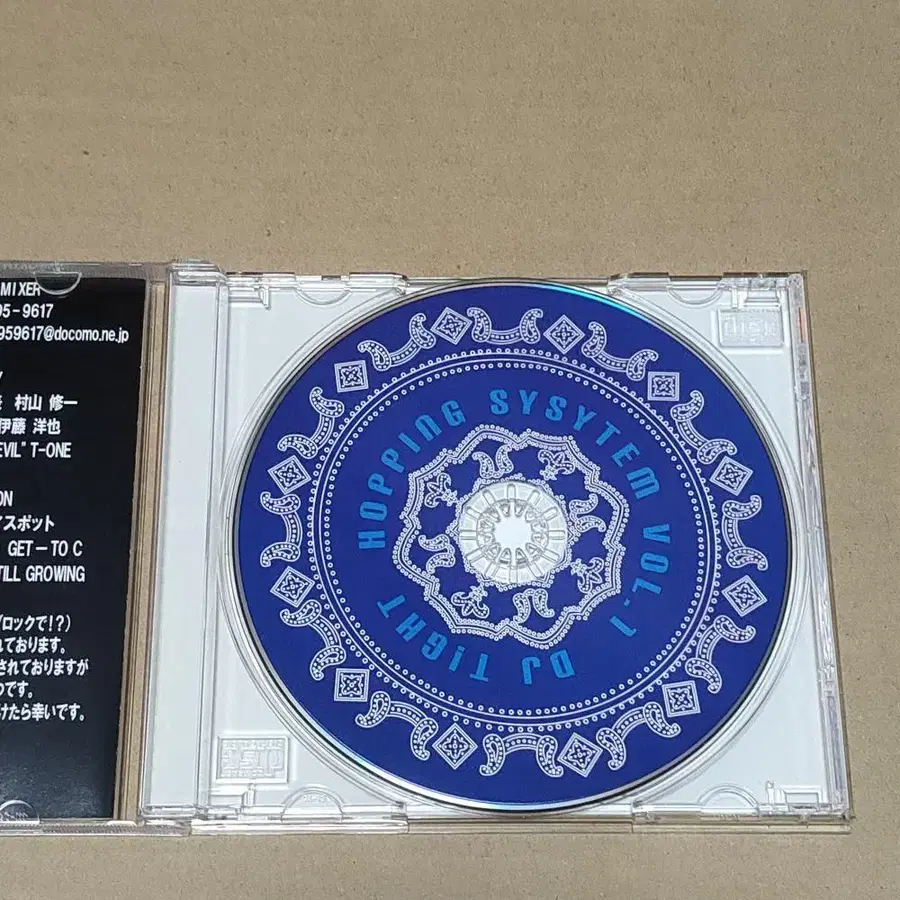 MIXER
95-9617
959617@docomo.ne.jp
村山 修一
伊藤 洋也
EVIL" T-ONE
ON
スポット
GET-TO C
TILL GROWING
ブロックで!?)
れております。
されておりますが
つです。
けたら幸いです。
HOPPING SYSYTEM VOL.1
DJ TIGHT